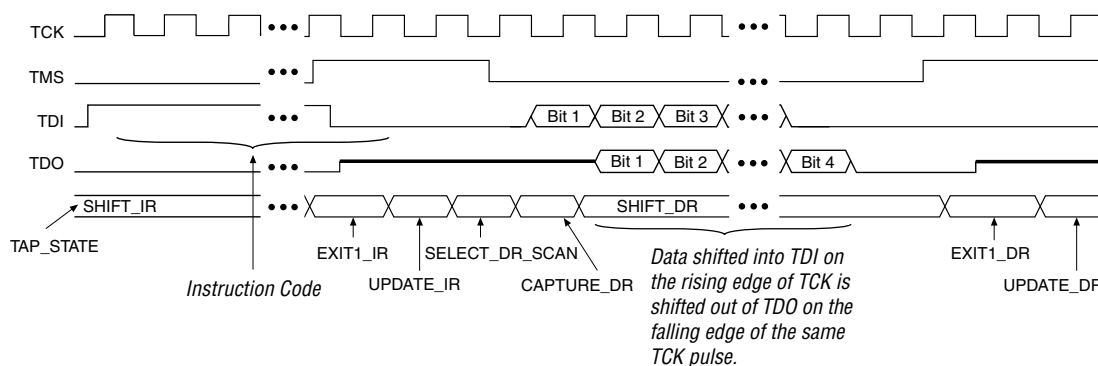 TCK
TMS
TDI
Bit 1 Bit 2 Bit 3
TDO
Bit 1 Bit 2 Bit 4
SHIFT_IR SHIFT_DR
TAP_STATE
EXIT1_IR SELECT_DR_SCAN
UPDATE_IR CAPTURE_DR
Instruction Code
Data shifted into TDI on
the rising edge of TCK is
shifted out of TDO on the
falling edge of the same
TCK pulse.
EXIT1_DR
UPDATE_DR